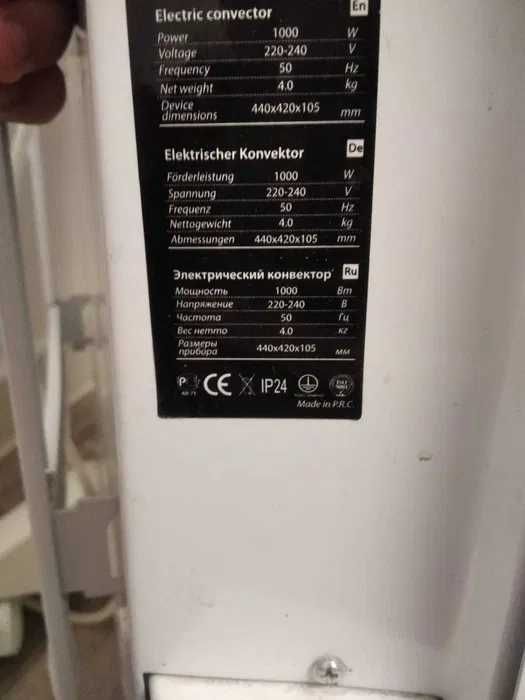 Electric convector En
Power 1000 W
Voltage 220-240 V
Frequency 50 Hz
Net weight 4.0 kg
Device
dimensions 440x420x105 mm
Elektrischer Konvektor De
Förderleistung 1000 W
Spannung 220-240 V
Frequenz 50 Hz
Nettogewicht 4.0 kg
Abmessungen 440x420x105 mm
Электрический конвектор Ru
Мощность 1000 Вт
Напряжение 220-240 В
Частота 50 Гц
Вес нетто 4.0 кг
Размеры
прибора 440x420x105 мм
CE IP24
Made in P.R.C.